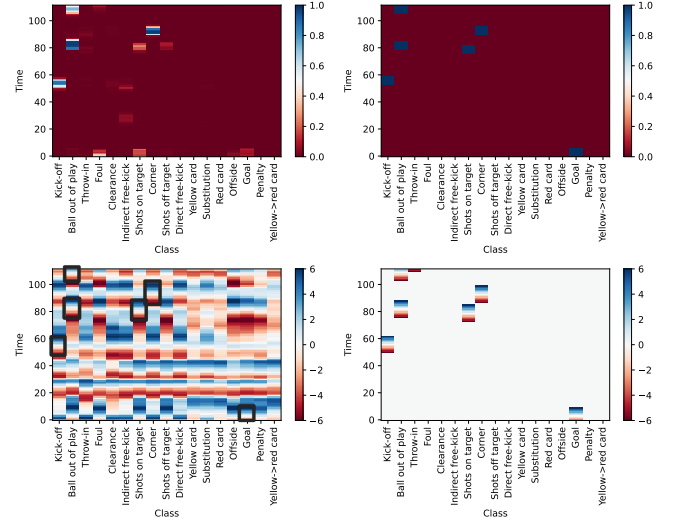 1.0
0.8
0.6
0.4
0.2
0.0
Time
100
80
60
40
20
0
Kick-off
Ball out of play
Throw-in
Foul
Clearance
Indirect free-kick
Shots on target
Corner
Shots off target
Direct free-kick
Yellow card
Substitution
Red card
Offside
Goal
Penalty
Yellow->red card
Class
1.0
0.8
0.6
0.4
0.2
0.0
Time
100
80
60
40
20
0
Kick-off
Ball out of play
Throw-in
Foul
Clearance
Indirect free-kick
Shots on target
Corner
Shots off target
Direct free-kick
Yellow card
Substitution
Red card
Offside
Goal
Penalty
Yellow->red card
Class
6
4
2
0
−2
−4
−6
Time
100
80
60
40
20
0
Kick-off
Ball out of play
Throw-in
Foul
Clearance
Indirect free-kick
Shots on target
Corner
Shots off target
Direct free-kick
Yellow card
Substitution
Red card
Offside
Goal
Penalty
Yellow->red card
Class
6
4
2
0
−2
−4
−6
Time
100
80
60
40
20
0
Kick-off
Ball out of play
Throw-in
Foul
Clearance
Indirect free-kick
Shots on target
Corner
Shots off target
Direct free-kick
Yellow card
Substitution
Red card
Offside
Goal
Penalty
Yellow->red card
Class